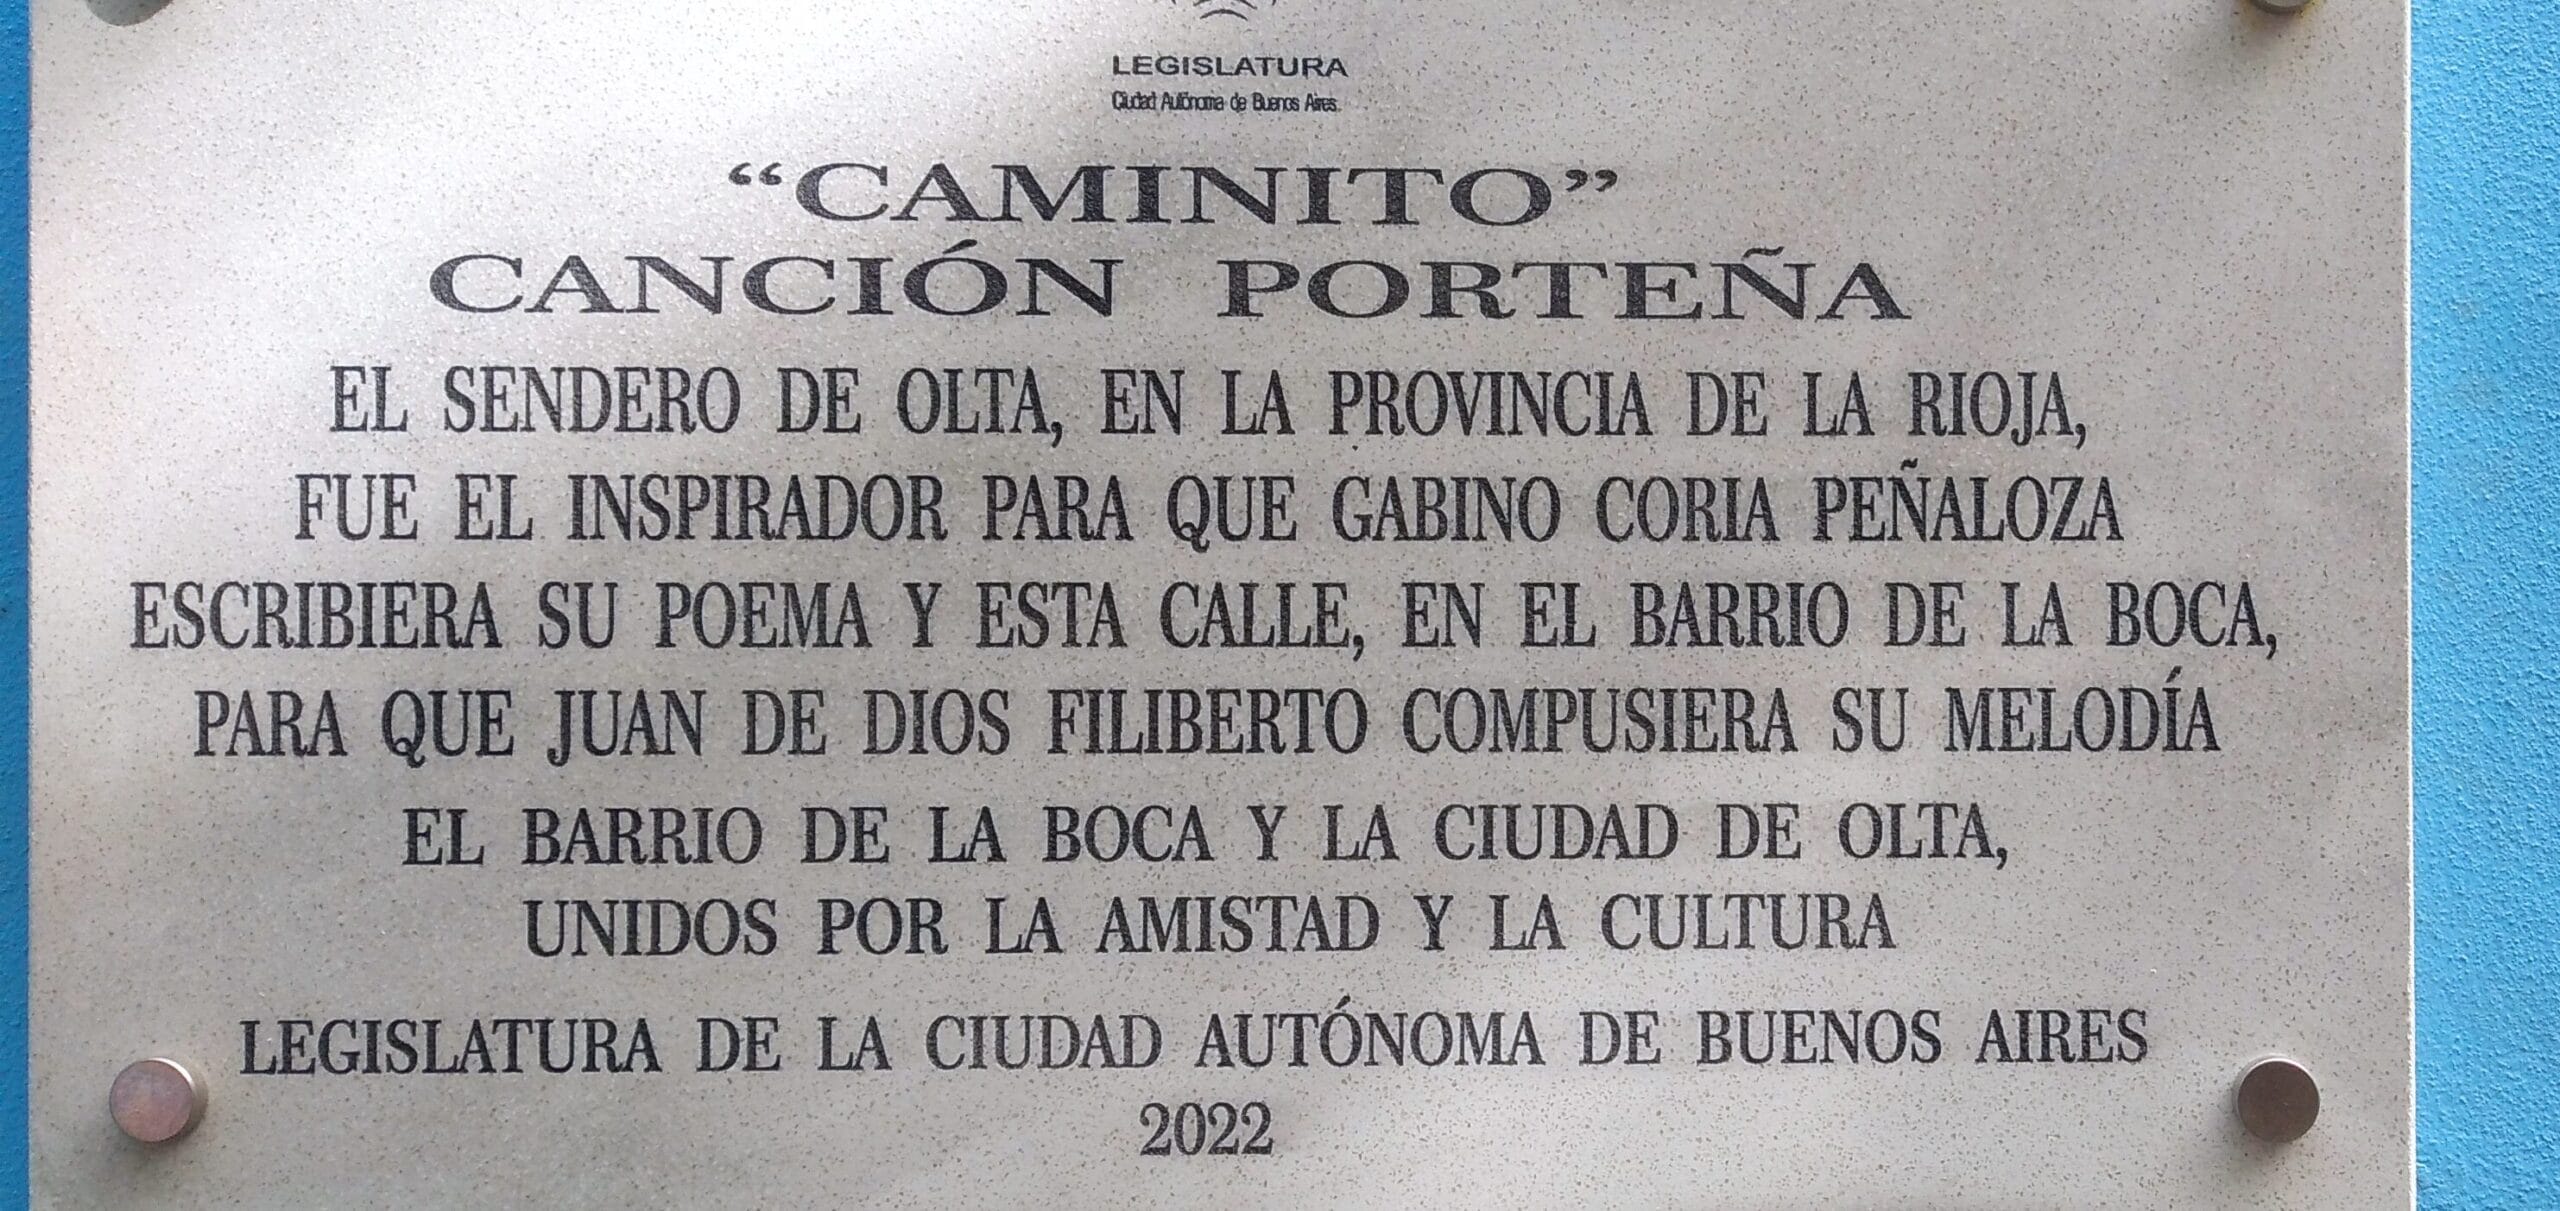 LEGISLATURA
Ciudad Autónoma de Buenos Aires
“CAMINITO”
CANCIÓN PORTEÑA
EL SENDERO DE OLTA, EN LA PROVINCIA DE LA RIOJA,
FUE EL INSPIRADOR PARA QUE GABINO CORIA PEÑALOZA
ESCRIBIERA SU POEMA Y ESTA CALLE, EN EL BARRIO DE LA BOCA,
PARA QUE JUAN DE DIOS FILIBERTO COMPUSIERA SU MELODÍA
EL BARRIO DE LA BOCA Y LA CIUDAD DE OLTA,
UNIDOS POR LA AMISTAD Y LA CULTURA
LEGISLATURA DE LA CIUDAD AUTÓNOMA DE BUENOS AIRES
2022